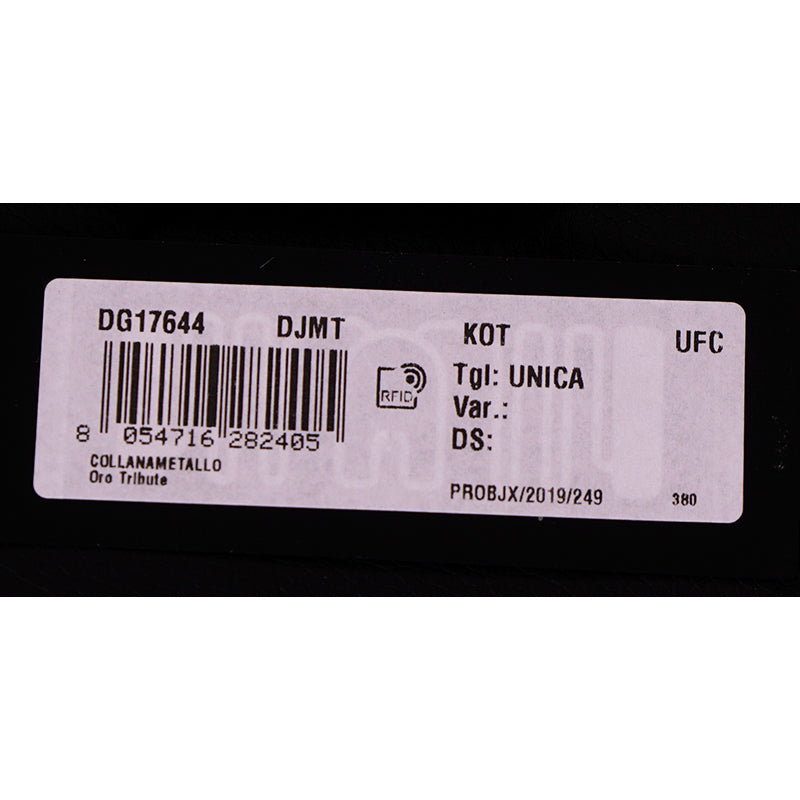 DG17644 DJMT KOT UFC
RFID
Tgl: UNICA
Var.:
DS:
8 054716 282405
COLLANAMETALLO
Oro Tribute
PROBJX/2019/249 380